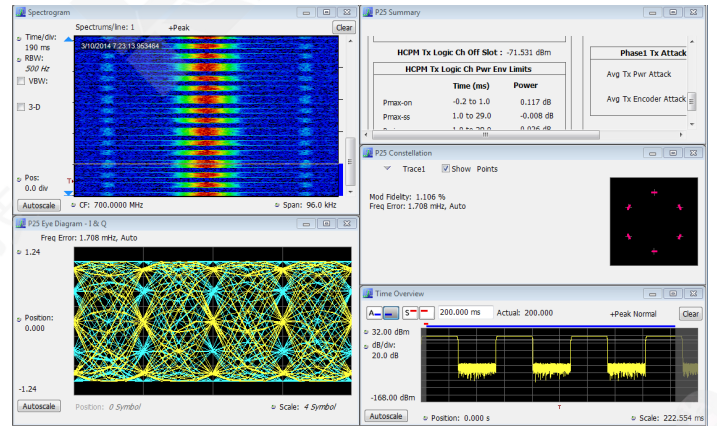 Spectrogram
Spectrums/line: 1 +Peak Clear
Time/div:
190 ms
RBW:
500 Hz
VBW:
3-D
3/10/2014 7:23:13.953464
Pos:
0.0 div
T
Autoscale CF: 700.0000 MHz Span: 96.0 kHz
P25 Eye Diagram - I & Q
Freq Error: 1.708 mHz, Auto
1.24
Position:
0.000
-1.24
Autoscale Position: 0 Symbol Scale: 4 Symbol
P25 Summary
HCPM Tx Logic Ch Off Slot : -71.531 dBm
HCPM Tx Logic Ch Pwr Env Limits
Time (ms) Power
Pmax-on -0.2 to 1.0 0.117 dB
Pmax-ss 1.0 to 29.0 -0.008 dB
1.0 to 29.0 0.026 dB
Phase1 Tx Attack
Avg Tx Pwr Attack
Avg Tx Encoder Attack
P25 Constellation
Trace1 Show Points
Mod Fidelity: 1.106 %
Freq Error: 1.708 mHz, Auto
Time Overview
A S 200.000 ms Actual: 200.000 +Peak Normal Clear
32.00 dBm
dB/div:
20.0 dB
-168.00 dBm
T
Autoscale Position: 0.000 s Scale: 222.554 ms